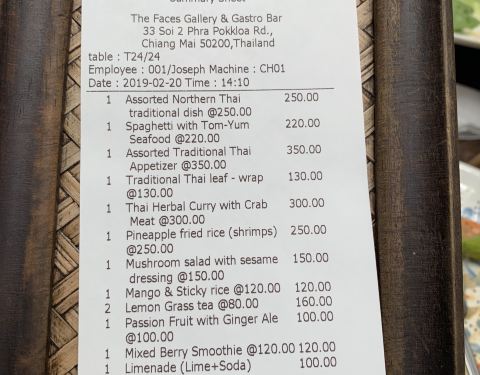 Summary Sheet
The Faces Gallery & Gastro Bar
33 Soi 2 Phra Pokkloa Rd.,
Chiang Mai 50200,Thailand
table : T24/24
Employee : 001/Joseph Machine : CH01
Date : 2019-02-20 Time : 14:10
1 Assorted Northern Thai 250.00
traditional dish @250.00
1 Spaghetti with Tom-Yum 220.00
Seafood @220.00
1 Assorted Traditional Thai 350.00
Appetizer @350.00
1 Traditional Thai leaf - wrap 130.00
@130.00
1 Thai Herbal Curry with Crab 300.00
Meat @300.00
1 Pineapple fried rice (shrimps) 250.00
@250.00
1 Mushroom salad with sesame 150.00
dressing @150.00
1 Mango & Sticky rice @120.00 120.00
2 Lemon Grass tea @80.00 160.00
1 Passion Fruit with Ginger Ale 100.00
@100.00
1 Mixed Berry Smoothie @120.00 120.00
1 Limenade (Lime+Soda) 100.00